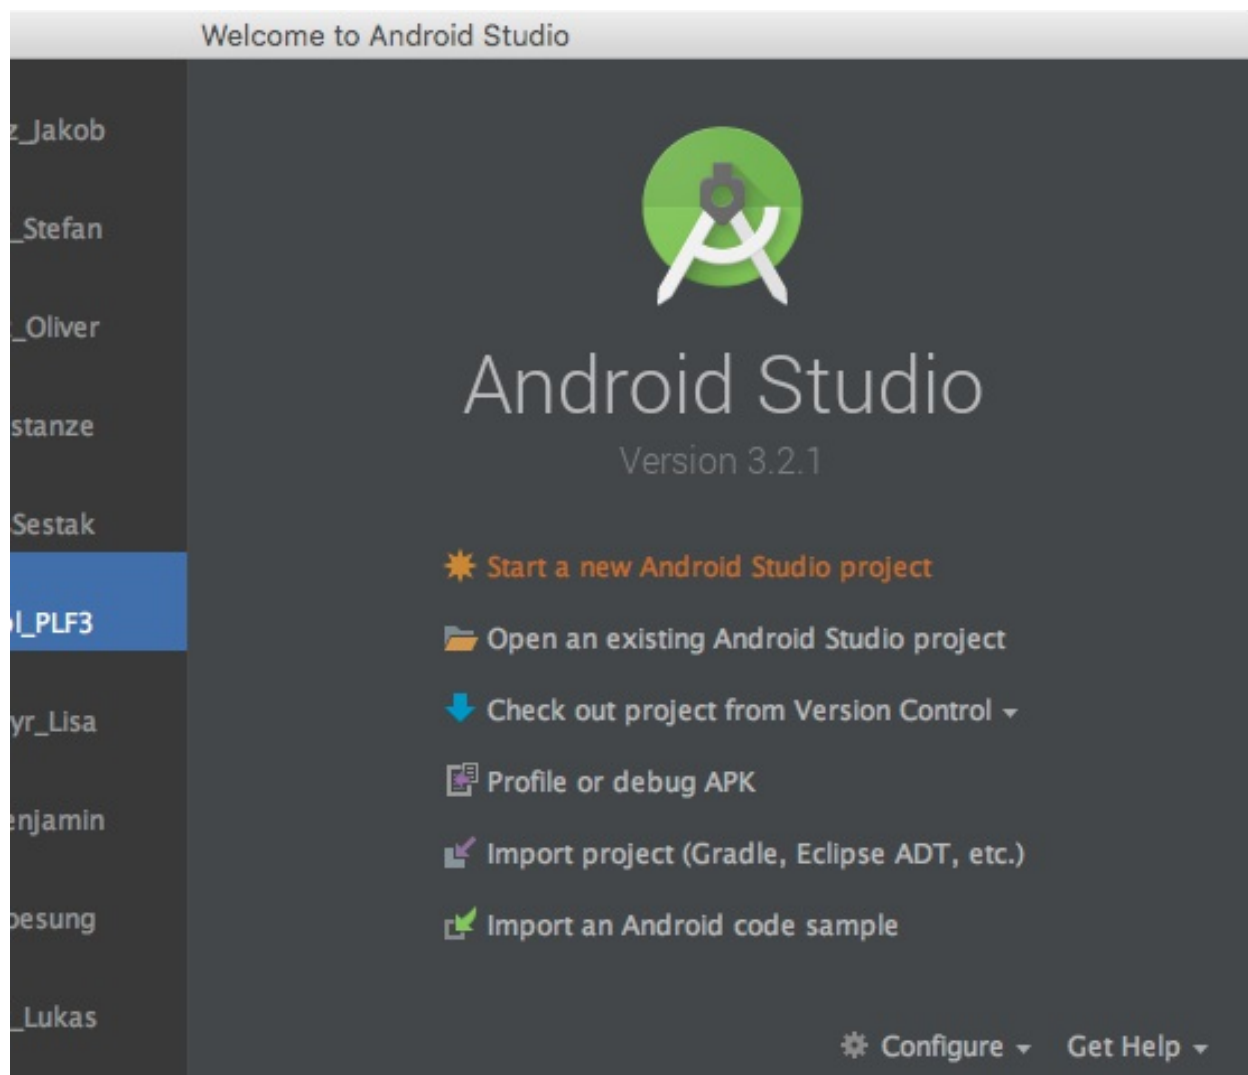 Welcome to Android Studio
z_Jakob
_Stefan
_Oliver
stanze
Sestak
l_PLF3
yr_Lisa
enjamin
besung
_Lukas
Android Studio
Version 3.2.1
Start a new Android Studio project
Open an existing Android Studio project
Check out project from Version Control
Profile or debug APK
Import project (Gradle, Eclipse ADT, etc.)
Import an Android code sample
Configure
Get Help